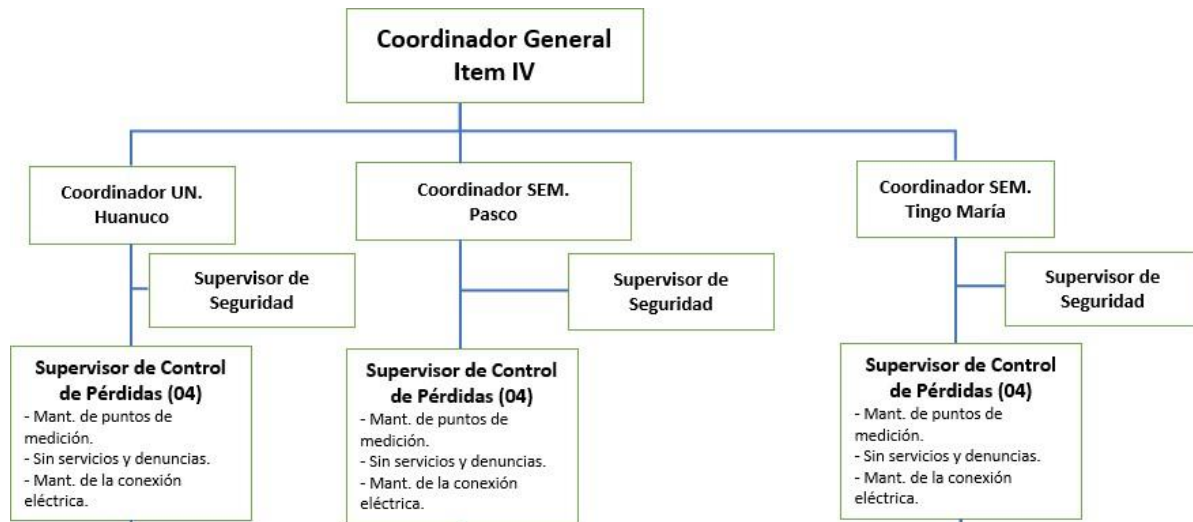 Coordinador General
Item IV
Coordinador UN.
Huanuco
Coordinador SEM.
Pasco
Coordinador SEM.
Tingo María
Supervisor de
Seguridad
Supervisor de
Seguridad
Supervisor de
Seguridad
Supervisor de Control
de Pérdidas (04)
- Mant. de puntos de
medición.
- Sin servicios y denuncias.
- Mant. de la conexión
eléctrica.
Supervisor de Control
de Pérdidas (04)
- Mant. de puntos de
medición.
- Sin servicios y denuncias.
- Mant. de la conexión
eléctrica.
Supervisor de Control
de Pérdidas (04)
- Mant. de puntos de
medición.
- Sin servicios y denuncias.
- Mant. de la conexión
eléctrica.